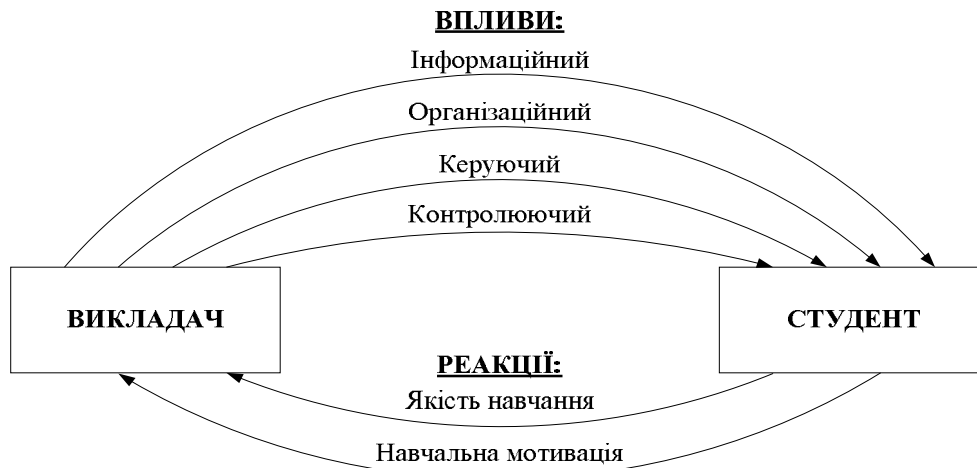 ВПЛИВИ:
Інформаційний
Організаційний
Керуючий
Контролюючий
ВИКЛАДАЧ
СТУДЕНТ
РЕАКЦІЇ:
Якість навчання
Навчальна мотивація